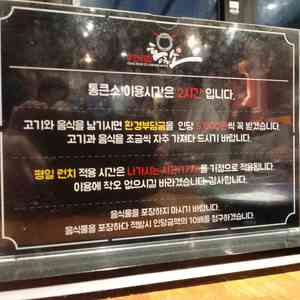 통큰소 이용시간은 2시간 입니다.
고기와 음식을 남기시면 환경부담금을 인당 5,000원씩 꼭 받겠습니다.
고기와 음식을 조금씩 자주 가져다 드시기 바랍니다.
평일 런치 적용 시간은 나가시는 시간 기준으로 적용됩니다.
이용에 착오 없으시길 바라겠습니다 감사합니다.
음식물을 포장하지 마시기 바랍니다.
음식물을 포장하다 적발시 인당금액의 10배를 청구하겠습니다.